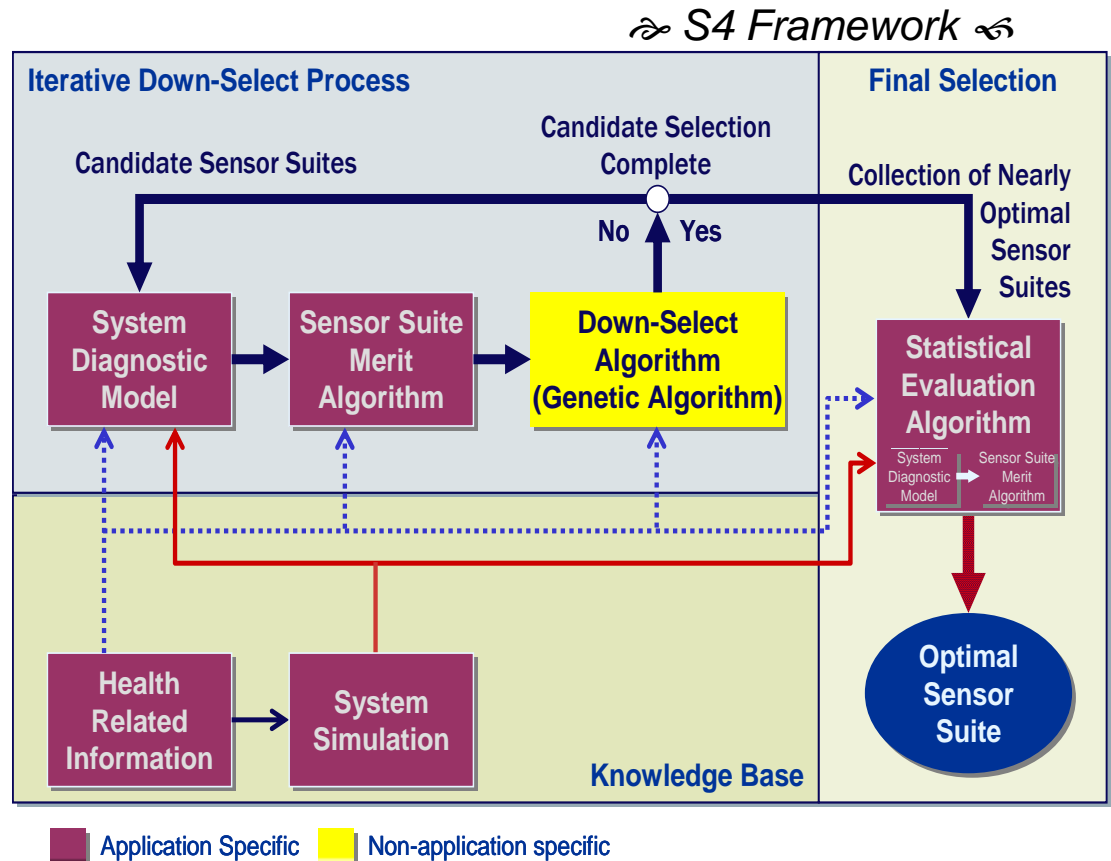 S4 Framework
Iterative Down-Select Process
Final Selection
Candidate Selection
Complete
Candidate Sensor Suites
Collection of Nearly
Optimal
Sensor
Suites
No
Yes
System
Diagnostic
Model
Sensor Suite
Merit
Algorithm
Down-Select
Algorithm
(Genetic Algorithm)
Statistical
Evaluation
Algorithm
System
Diagnostic
Model
Sensor Suite
Merit
Algorithm
Health
Related
Information
System
Simulation
Optimal
Sensor
Suite
Knowledge Base
Application Specific
Non-application specific